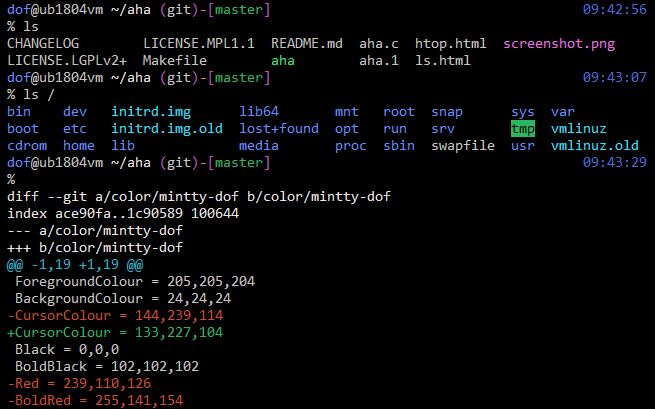 dof@ub1804vm ~/aha (git)-[master] 09:42:56
% ls
CHANGELOG LICENSE.MPL1.1 README.md aha.c htop.html screenshot.png
LICENSE.LGPLv2+ Makefile aha aha.1 ls.html
dof@ub1804vm ~/aha (git)-[master] 09:43:07
% ls /
bin dev initrd.img lib64 mnt root snap sys var
boot etc initrd.img.old lost+found opt run srv tmp vmlinuz
cdrom home lib media proc sbin swapfile usr vmlinuz.old
dof@ub1804vm ~/aha (git)-[master] 09:43:29
%
diff --git a/color/mintty-dof b/color/mintty-dof
index ace90fa..1c90589 100644
--- a/color/mintty-dof
+++ b/color/mintty-dof
@@ -1,19 +1,19 @@
 ForegroundColour = 205,205,204
 BackgroundColour = 24,24,24
-CursorColour = 144,239,114
+CursorColour = 133,227,104
 Black = 0,0,0
 BoldBlack = 102,102,102
-Red = 239,110,126
-BoldRed = 255,141,154